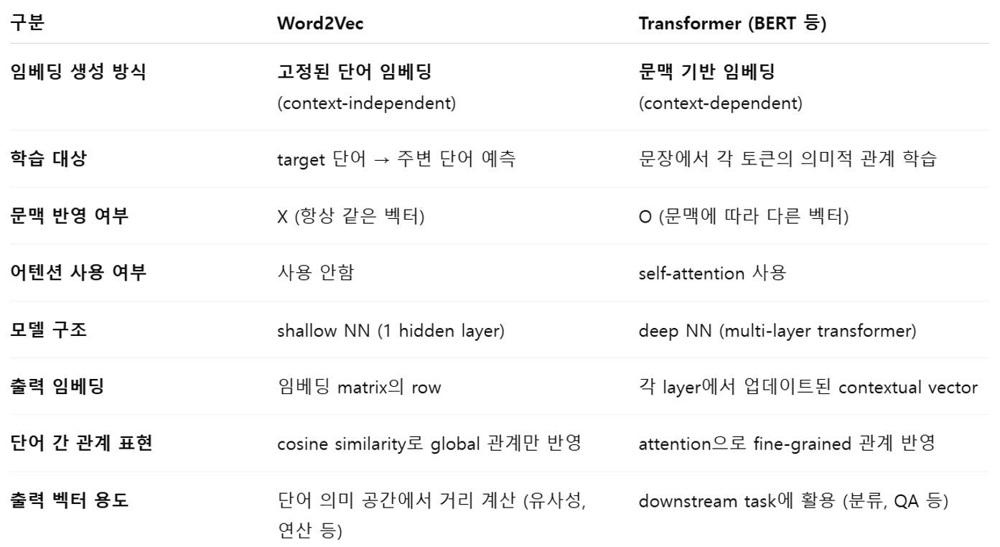 구분 Word2Vec Transformer (BERT 등)
임베딩 생성 방식 고정된 단어 임베딩 문맥 기반 임베딩
(context-independent) (context-dependent)
학습 대상 target 단어 → 주변 단어 예측 문장에서 각 토큰의 의미적 관계 학습
문맥 반영 여부 X (항상 같은 벡터) O (문맥에 따라 다른 벡터)
어텐션 사용 여부 사용 안함 self-attention 사용
모델 구조 shallow NN (1 hidden layer) deep NN (multi-layer transformer)
출력 임베딩 임베딩 matrix의 row 각 layer에서 업데이트된 contextual vector
단어 간 관계 표현 cosine similarity로 global 관계만 반영 attention으로 fine-grained 관계 반영
출력 벡터 용도 단어 의미 공간에서 거리 계산 (유사성, downstream task에 활용 (분류, QA 등)
연산 등)